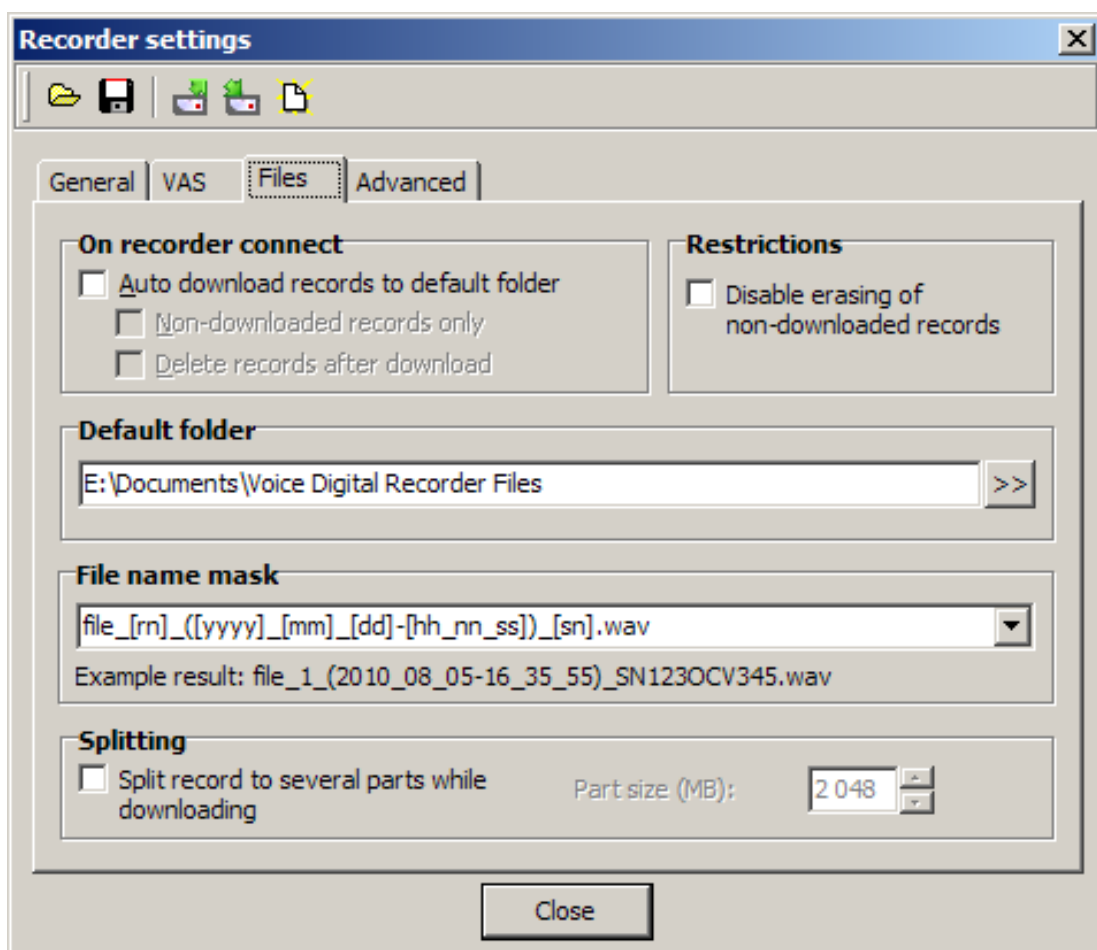 Recorder settings
General VAS Files Advanced
On recorder connect
Auto download records to default folder
Non-downloaded records only
Delete records after download
Restrictions
Disable erasing of
non-downloaded records
Default folder
E:\Documents\Voice Digital Recorder Files >>
File name mask
file_[rn]_([yyyy]_[mm]_[dd]-[hh_nn_ss])_[sn].wav
Example result: file_1_(2010_08_05-16_35_55)_SN123OCV345.wav
Splitting
Split record to several parts while
downloading
Part size (MB): 2 048
Close